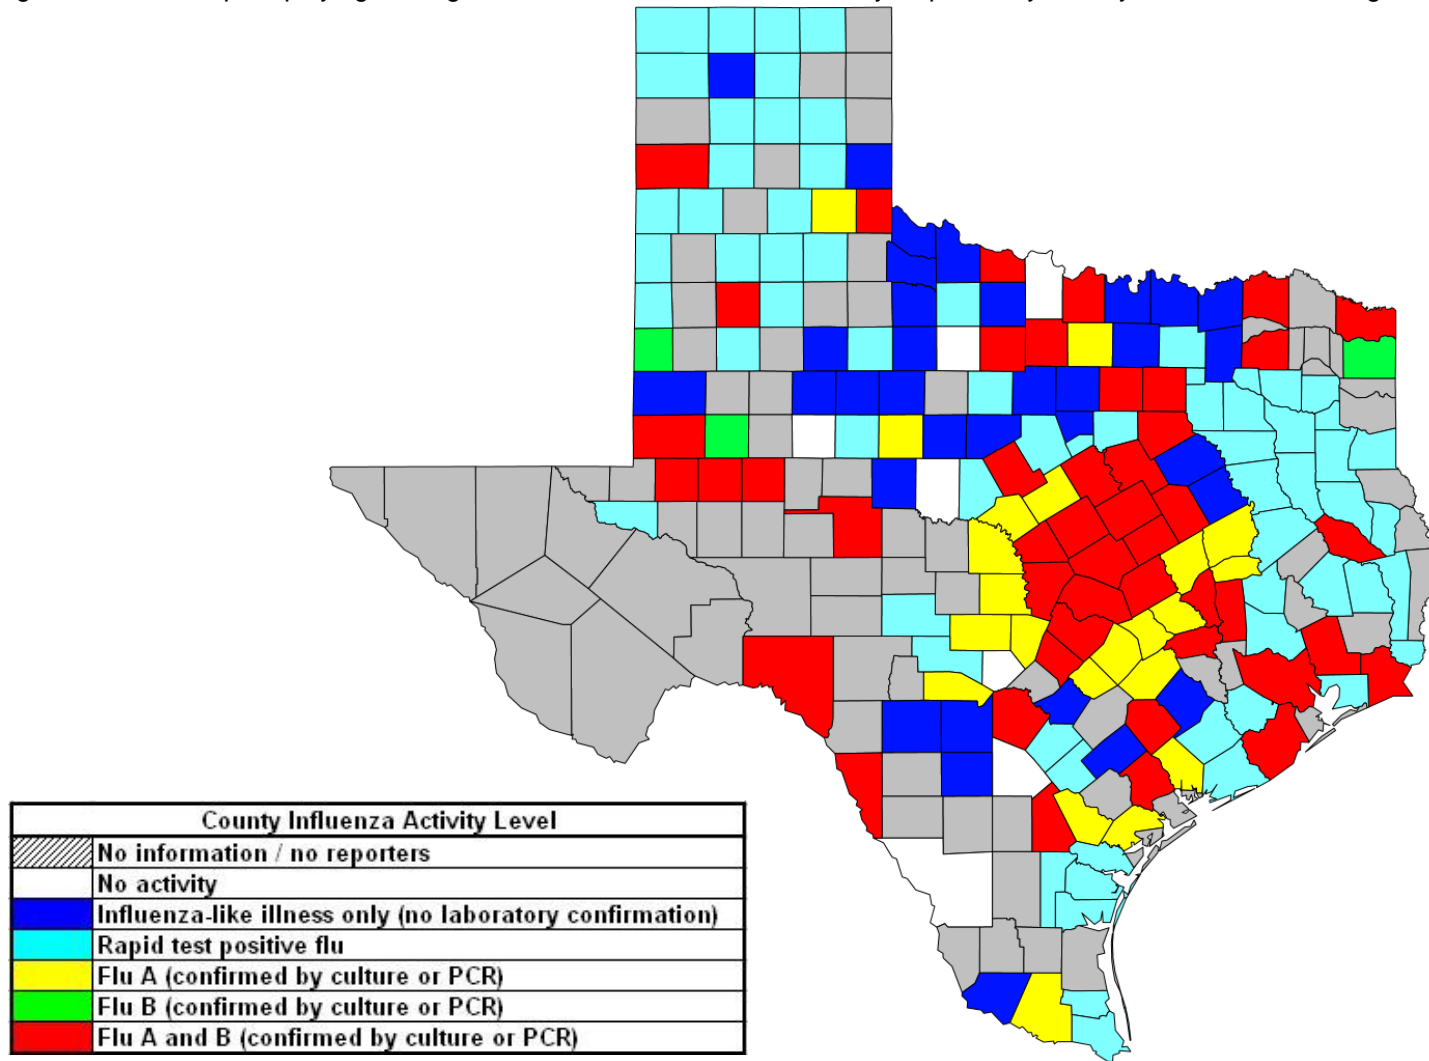 County Influenza Activity Level
No information / no reporters
No activity
Influenza-like illness only (no laboratory confirmation)
Rapid test positive flu
Flu A (confirmed by culture or PCR)
Flu B (confirmed by culture or PCR)
Flu A and B (confirmed by culture or PCR)